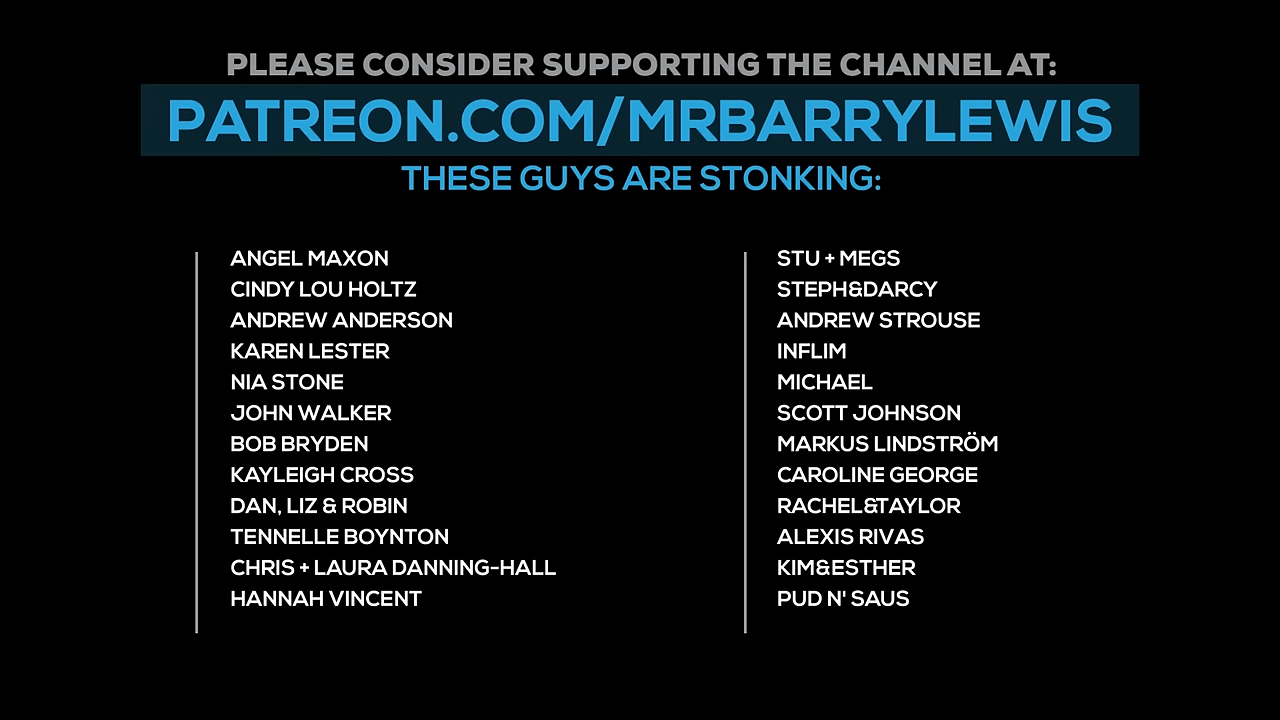 PLEASE CONSIDER SUPPORTING THE CHANNEL AT:
PATREON.COM/MRBARRYLEWIS
THESE GUYS ARE STONKING:
ANGEL MAXON
CINDY LOU HOLTZ
ANDREW ANDERSON
KAREN LESTER
NIA STONE
JOHN WALKER
BOB BRYDEN
KAYLEIGH CROSS
DAN, LIZ & ROBIN
TENNELLE BOYNTON
CHRIS + LAURA DANNING-HALL
HANNAH VINCENT
STU + MEGS
STEPH&DARCY
ANDREW STROUSE
INFLIM
MICHAEL
SCOTT JOHNSON
MARKUS LINDSTRÖM
CAROLINE GEORGE
RACHEL&TAYLOR
ALEXIS RIVAS
KIM&ESTHER
PUD N' SAUS